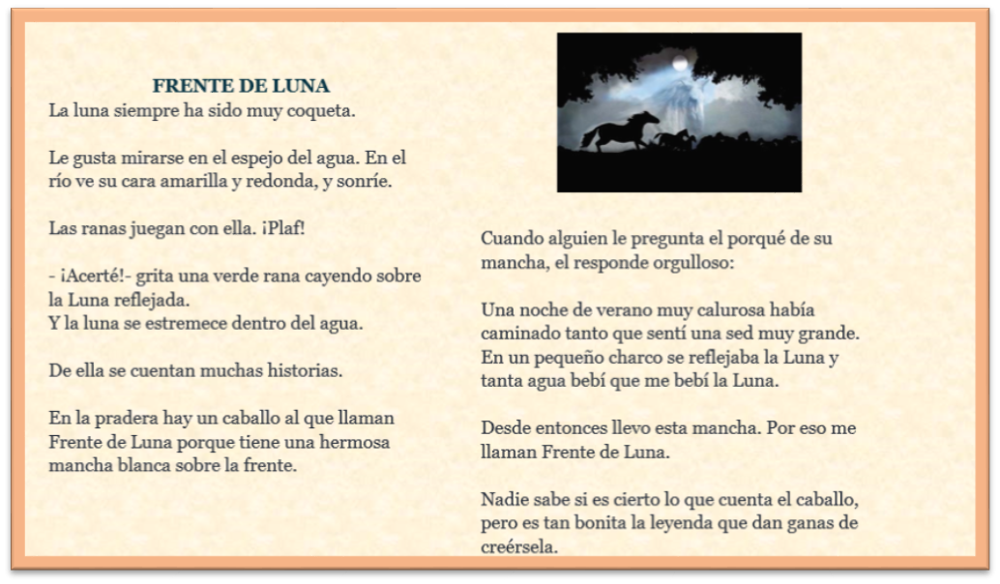 FRENTE DE LUNA
La luna siempre ha sido muy coqueta.
Le gusta mirarse en el espejo del agua. En el
río ve su cara amarilla y redonda, y sonríe.
Las ranas juegan con ella. ¡Plaf!
- ¡Acerté!- grita una verde rana cayendo sobre
la Luna reflejada.
Y la luna se estremece dentro del agua.
De ella se cuentan muchas historias.
En la pradera hay un caballo al que llaman
Frente de Luna porque tiene una hermosa
mancha blanca sobre la frente.
Cuando alguien le pregunta el porqué de su
mancha, el responde orgulloso:
Una noche de verano muy calurosa había
caminado tanto que sentí una sed muy grande.
En un pequeño charco se reflejaba la Luna y
tanta agua bebí que me bebí la Luna.
Desde entonces llevo esta mancha. Por eso me
llaman Frente de Luna.
Nadie sabe si es cierto lo que cuenta el caballo,
pero es tan bonita la leyenda que dan ganas de
creérsela.